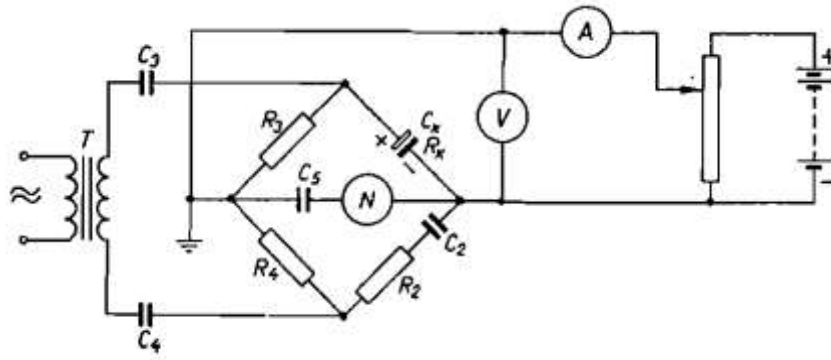 A
C₃
+
T
R₃
V
Cₓ
+
Rₓ
−
C₅
N
−
≈
R₄
C₂
R₂
C₄